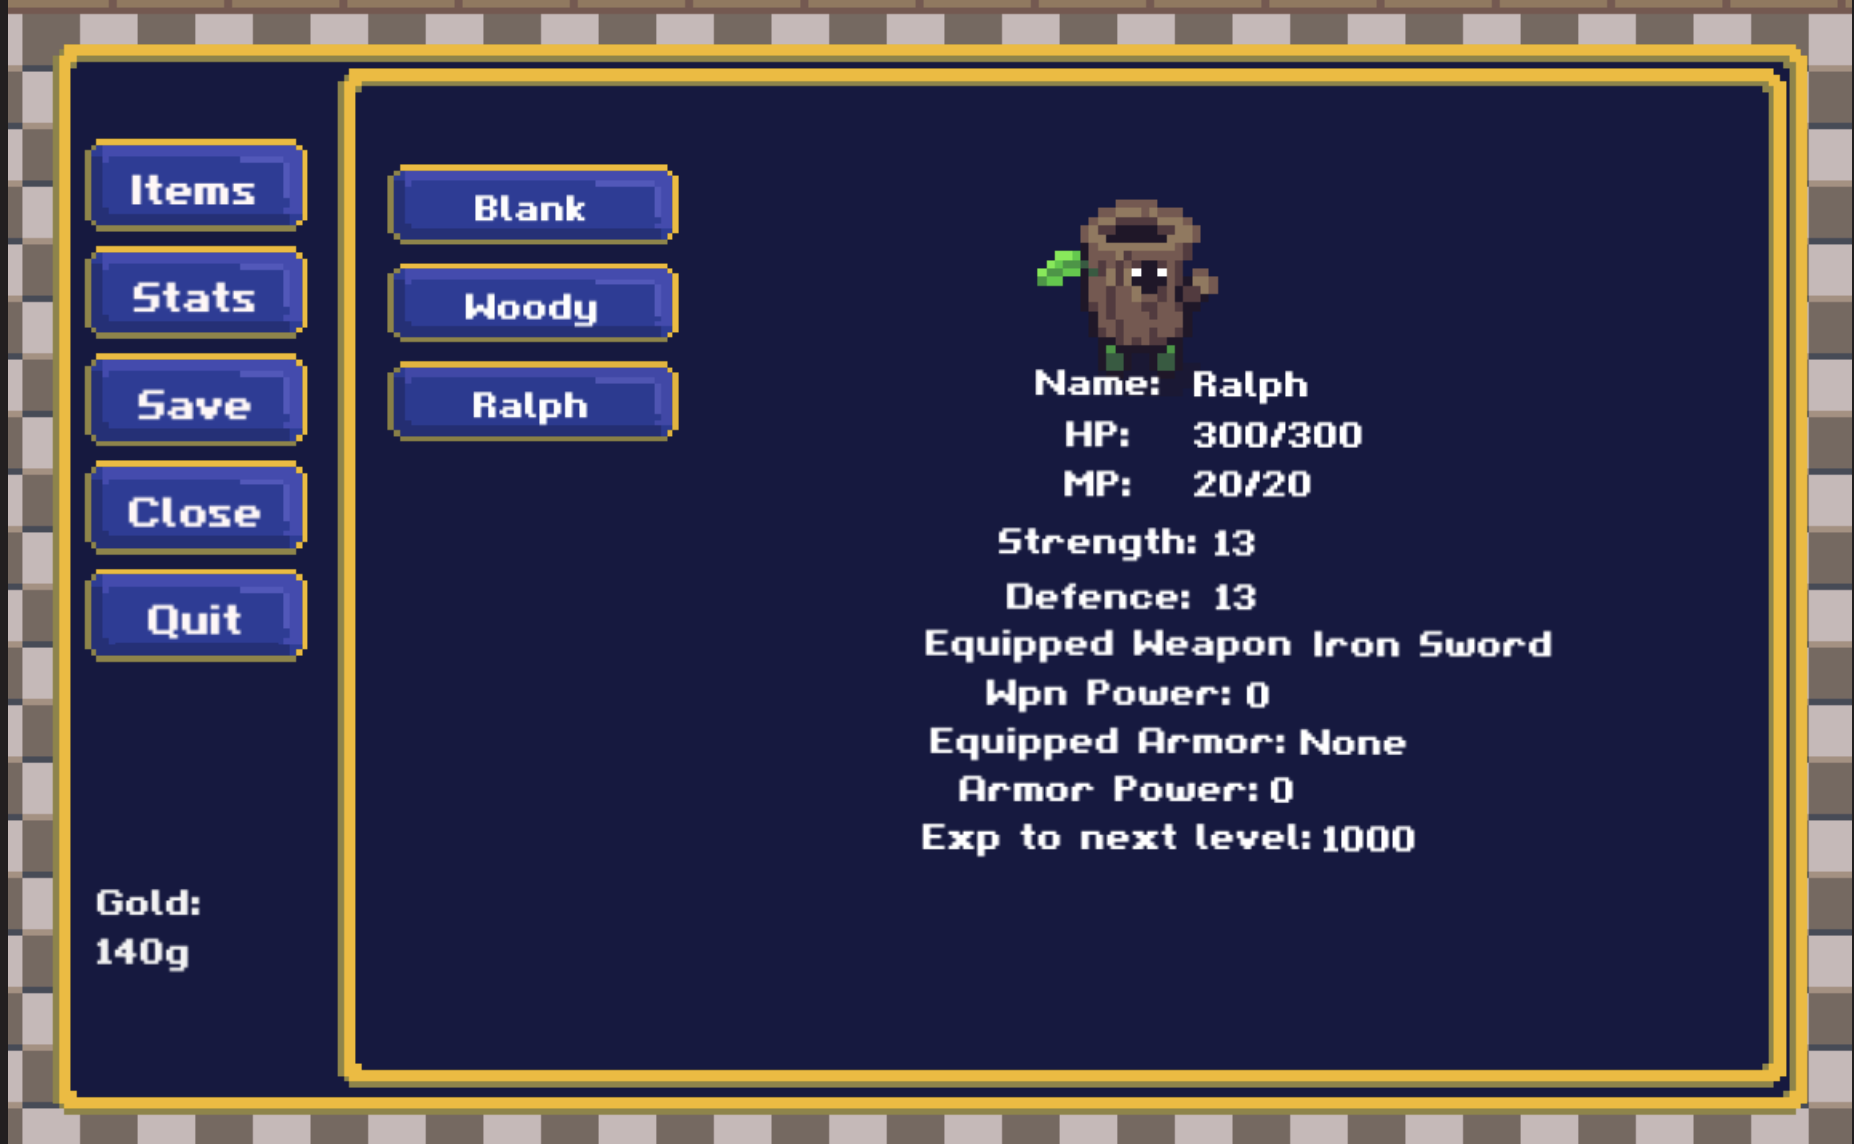 Items
Stats
Save
Close
Quit
Gold:
140g
Blank
Woody
Ralph
Name: Ralph
HP: 300/300
MP: 20/20
Strength: 13
Defence: 13
Equipped Weapon Iron Sword
Wpn Power: 0
Equipped Armor: None
Armor Power: 0
Exp to next level: 1000